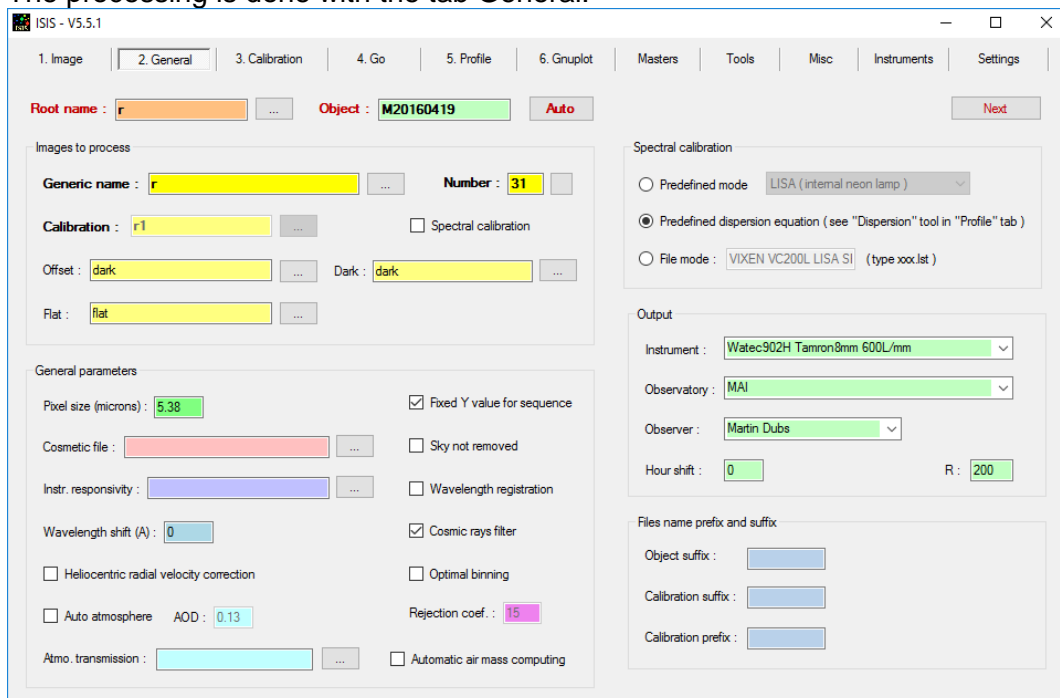 The processing is done with the tab General.
ISIS - V5.5.1
1. Image 2. General 3. Calibration 4. Go 5. Profile 6. Gnuplot Masters Tools Misc Instruments Settings
Root name : r ... Object : M20160419 Auto Next
Images to process
Generic name : r ... Number : 31
Calibration : r1 ... Spectral calibration
Offset : dark ... Dark : dark ...
Flat : flat ...
General parameters
Pixel size (microns) : 5.38 Fixed Y value for sequence
Cosmetic file : ... Sky not removed
Instr. responsivity : ... Wavelength registration
Wavelength shift (A) : 0 Cosmic rays filter
Heliocentric radial velocity correction Optimal binning
Auto atmosphere AOD : 0.13 Rejection coef. : 15
Atmo. transmission : ... Automatic air mass computing
Spectral calibration
Predefined mode LISA ( internal neon lamp )
Predefined dispersion equation ( see "Dispersion" tool in "Profile" tab )
File mode : VIXEN VC200L LISA SI (type xxx.lst )
Output
Instrument : Watec902H Tamron8mm 600L/mm
Observatory : MAI
Observer : Martin Dubs
Hour shift : 0 R : 200
Files name prefix and suffix
Object suffix :
Calibration suffix :
Calibration prefix :